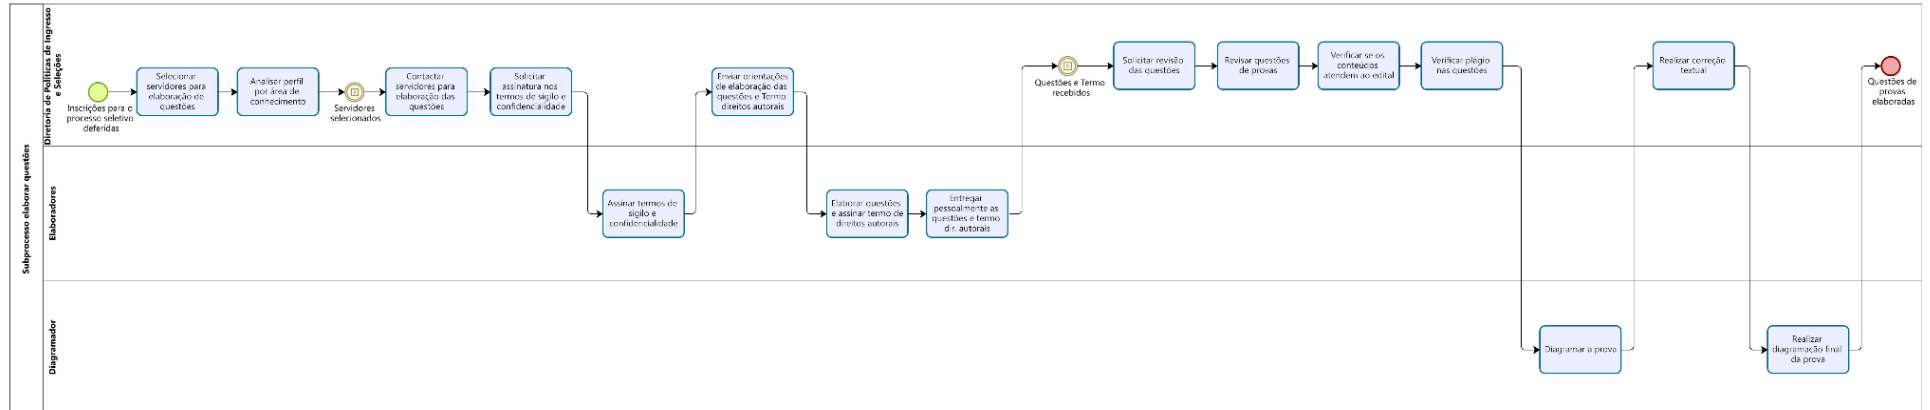 Subprocesso elaborar questões
Diretoria de Políticas de Ingresso
e Seleções
Inscrições para o
processo seletivo
deferidas
Selecionar
servidores para
elaboração de
questões
Analisar perfil
por área de
conhecimento
Servidores
selecionados
Contactar
servidores para
elaboração das
questões
Solicitar
assinatura nos
termos de sigilo e
confidencialidade
Enviar orientações
de elaboração das
questões e Termo
direitos autorais
Questões e Termo
recebidos
Solicitar revisão
das questões
Revisar questões
de provas
Verificar se os
conteúdos
atendem ao edital
Verificar plágio
nas questões
Realizar correção
textual
Questões de
provas
elaboradas
Elaboradores
Assinar termos de
sigilo e
confidencialidade
Elaborar questões
e assinar termo de
direitos autorais
Entregar
pessoalmente as
questões e termo
dir. autorais
Diagramador
Diagramar a prova
Realizar
diagramação final
da prova